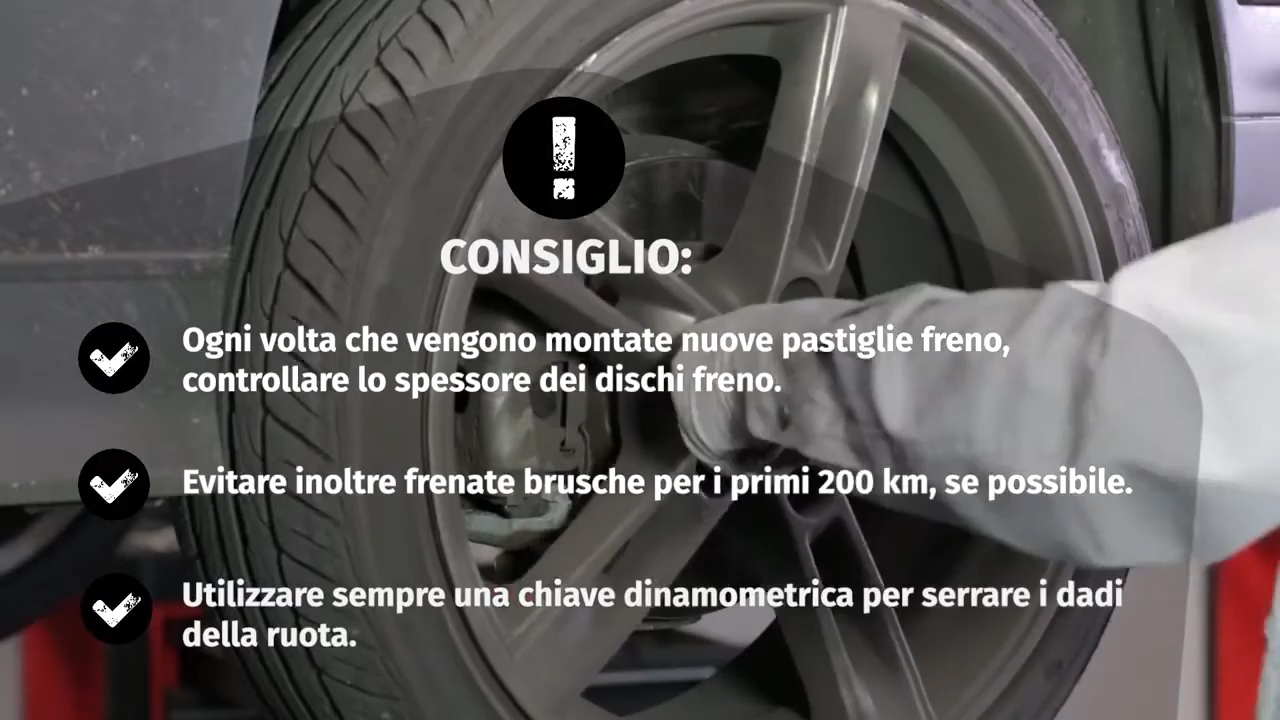 CONSIGLIO:
Ogni volta che vengono montate nuove pastiglie freno,
controllare lo spessore dei dischi freno.
Evitare inoltre frenate brusche per i primi 200 km, se possibile.
Utilizzare sempre una chiave dinamometrica per serrare i dadi
della ruota.